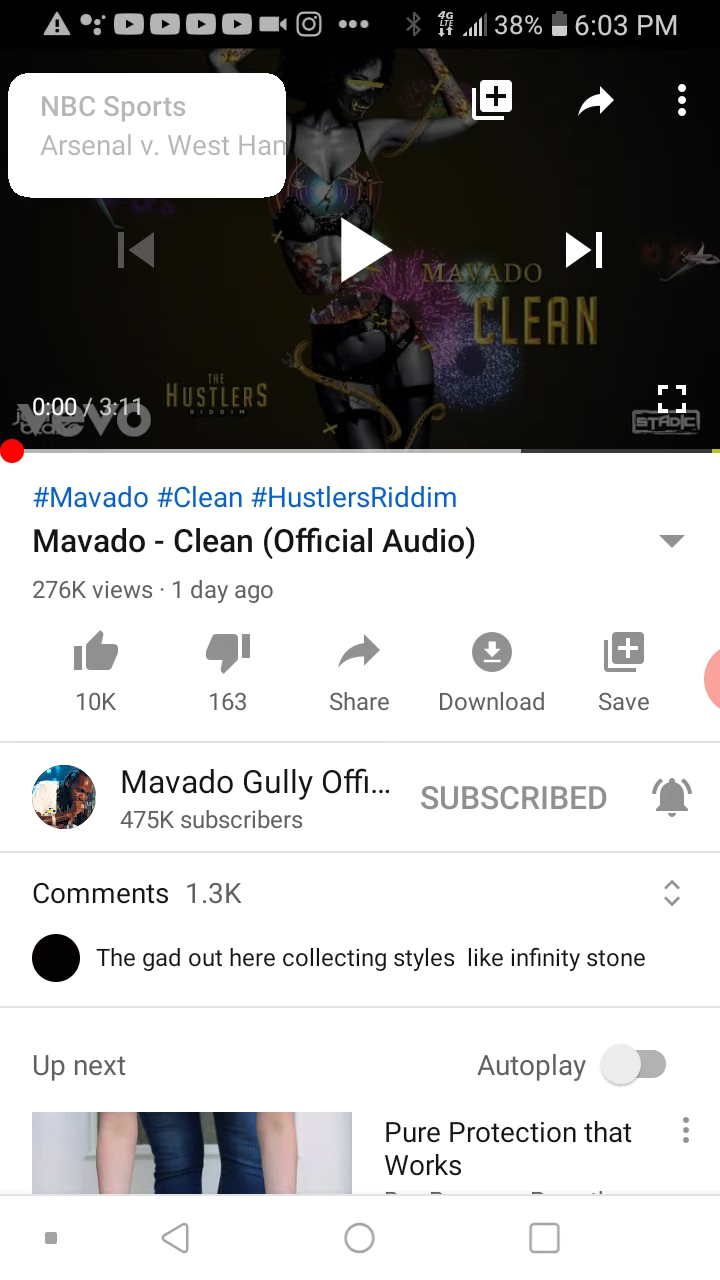 4G
LTE
38%
6:03 PM
NBC Sports
Arsenal v. West Han
MAVADO
CLEAN
THE
HUSTLERS
RIDDIM
0:00 / 3:11
vevo
STADIC
#Mavado #Clean #HustlersRiddim
Mavado - Clean (Official Audio)
276K views · 1 day ago
10K
163
Share
Download
Save
Mavado Gully Offi...
SUBSCRIBED
475K subscribers
Comments 1.3K
The gad out here collecting styles  like infinity stone
Up next
Autoplay
Pure Protection that
Works